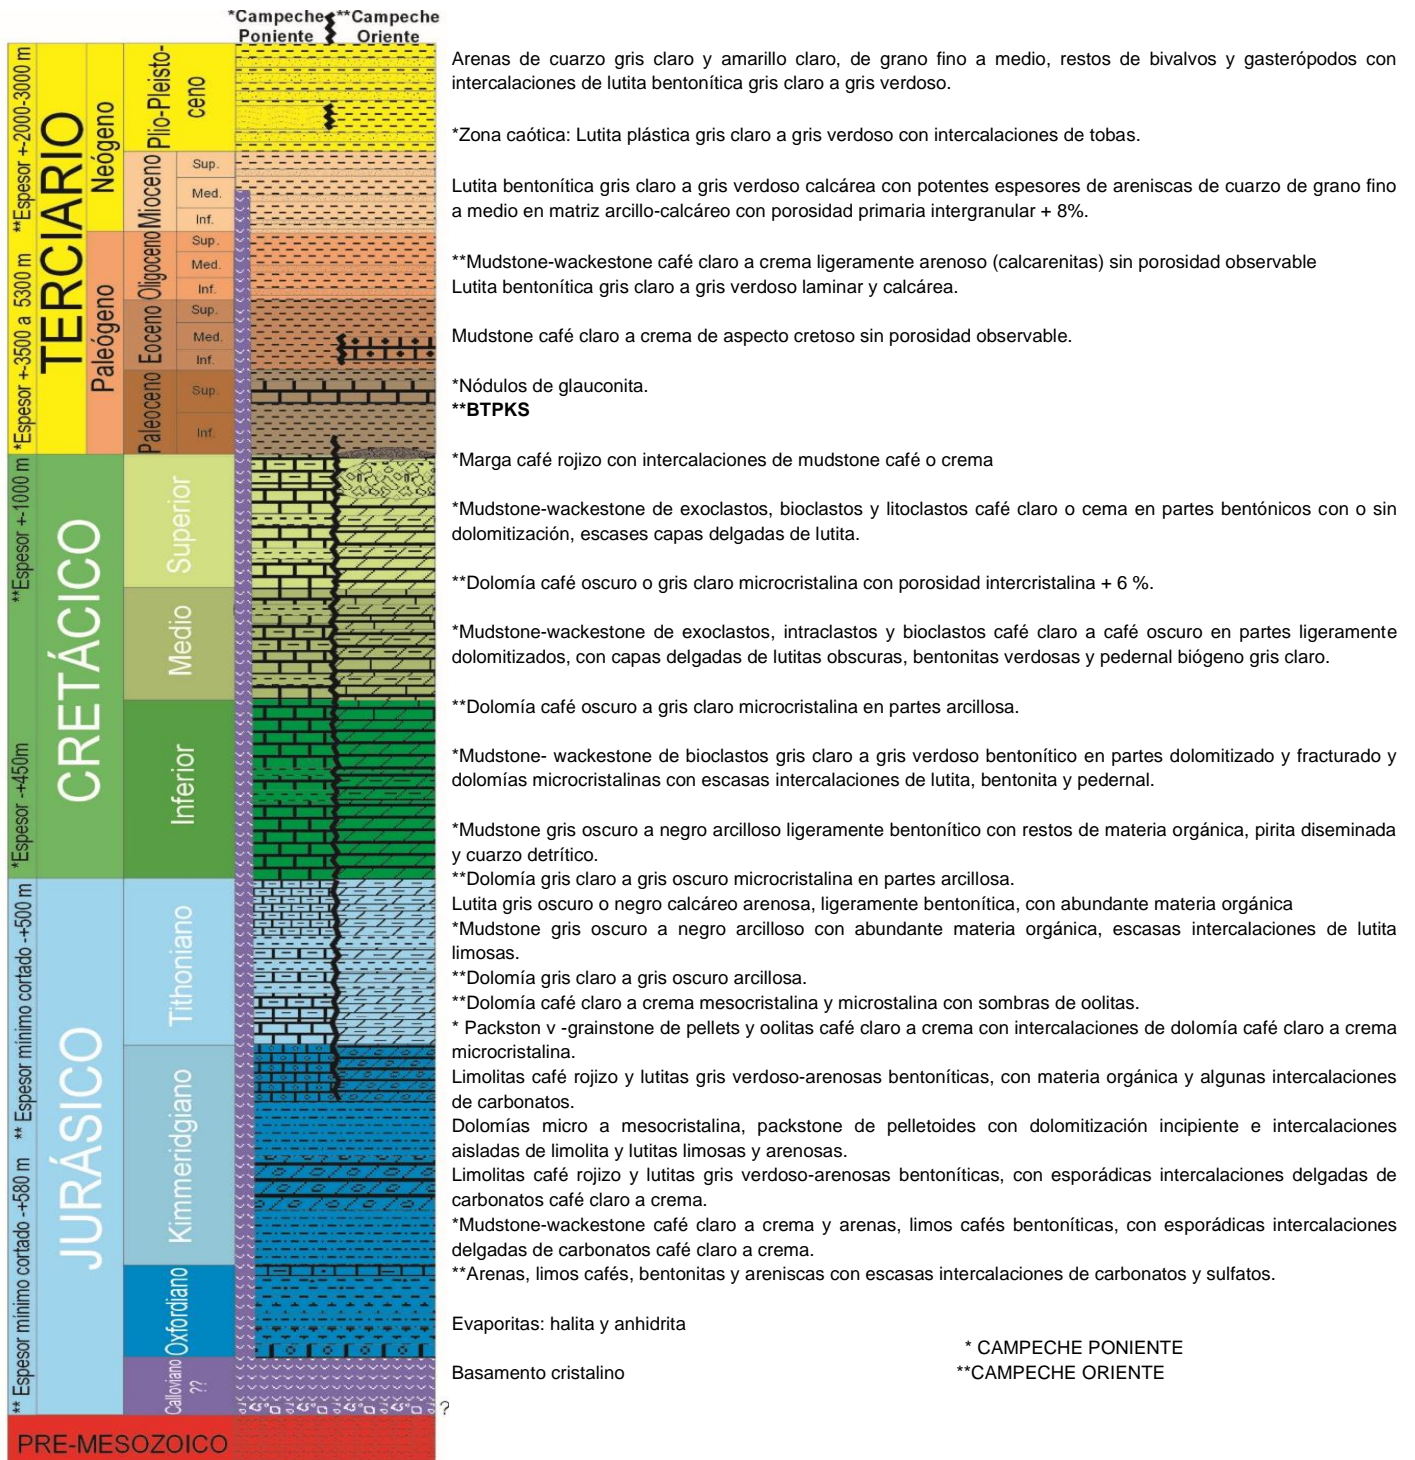 *Campeche Poniente
**Campeche Oriente
**Espesor +-2000-3000 m
*Espesor +-3500 a 5300 m
TERCIARIO
Neógeno
Paleógeno
Plio-Pleisto-
ceno
Mioceno
Sup.
Med.
Inf.
Oligoceno
Sup.
Med.
Inf.
Eoceno
Sup.
Med.
Inf.
Paleoceno
Sup.
Inf.
**Espesor +-1000 m
*Espesor -+450m
CRETÁCICO
Superior
Medio
Inferior
** Espesor mínimo cortado -+500 m
** Espesor mínimo cortado -+580 m
JURÁSICO
Tithoniano
Kimmeridgiano
Oxfordiano
Calloviano
??
?
PRE-MESOZOICO
Arenas de cuarzo gris claro y amarillo claro, de grano fino a medio, restos de bivalvos y gasterópodos con
intercalaciones de lutita bentonítica gris claro a gris verdoso.
*Zona caótica: Lutita plástica gris claro a gris verdoso con intercalaciones de tobas.
Lutita bentonítica gris claro a gris verdoso calcárea con potentes espesores de areniscas de cuarzo de grano fino
a medio en matriz arcillo-calcáreo con porosidad primaria intergranular + 8%.
**Mudstone-wackestone café claro a crema ligeramente arenoso (calcarenitas) sin porosidad observable
Lutita bentonítica gris claro a gris verdoso laminar y calcárea.
Mudstone café claro a crema de aspecto cretoso sin porosidad observable.
*Nódulos de glauconita.
**BTPKS
*Marga café rojizo con intercalaciones de mudstone café o crema
*Mudstone-wackestone de exoclastos, bioclastos y litoclastos café claro o cema en partes bentónicos con o sin
dolomitización, escases capas delgadas de lutita.
**Dolomía café oscuro o gris claro microcristalina con porosidad intercristalina + 6 %.
*Mudstone-wackestone de exoclastos, intraclastos y bioclastos café claro a café oscuro en partes ligeramente
dolomitizados, con capas delgadas de lutitas obscuras, bentonitas verdosas y pedernal biógeno gris claro.
**Dolomía café oscuro a gris claro microcristalina en partes arcillosa.
*Mudstone- wackestone de bioclastos gris claro a gris verdoso bentonítico en partes dolomitizado y fracturado y
dolomías microcristalinas con escasas intercalaciones de lutita, bentonita y pedernal.
*Mudstone gris oscuro a negro arcilloso ligeramente bentonítico con restos de materia orgánica, pirita diseminada
y cuarzo detrítico.
**Dolomía gris claro a gris oscuro microcristalina en partes arcillosa.
Lutita gris oscuro o negro calcáreo arenosa, ligeramente bentonítica, con abundante materia orgánica
*Mudstone gris oscuro a negro arcilloso con abundante materia orgánica, escasas intercalaciones de lutita
limosas.
**Dolomía gris claro a gris oscuro arcillosa.
**Dolomía café claro a crema mesocristalina y microstalina con sombras de oolitas.
* Packston v -grainstone de pellets y oolitas café claro a crema con intercalaciones de dolomía café claro a crema
microcristalina.
Limolitas café rojizo y lutitas gris verdoso-arenosas bentoníticas, con materia orgánica y algunas intercalaciones
de carbonatos.
Dolomías micro a mesocristalina, packstone de pelletoides con dolomitización incipiente e intercalaciones
aisladas de limolita y lutitas limosas y arenosas.
Limolitas café rojizo y lutitas gris verdoso-arenosas bentoníticas, con esporádicas intercalaciones delgadas de
carbonatos café claro a crema.
*Mudstone-wackestone café claro a crema y arenas, limos cafés bentoníticas, con esporádicas intercalaciones
delgadas de carbonatos café claro a crema.
**Arenas, limos cafés, bentonitas y areniscas con escasas intercalaciones de carbonatos y sulfatos.
Evaporitas: halita y anhidrita
Basamento cristalino
* CAMPECHE PONIENTE
**CAMPECHE ORIENTE